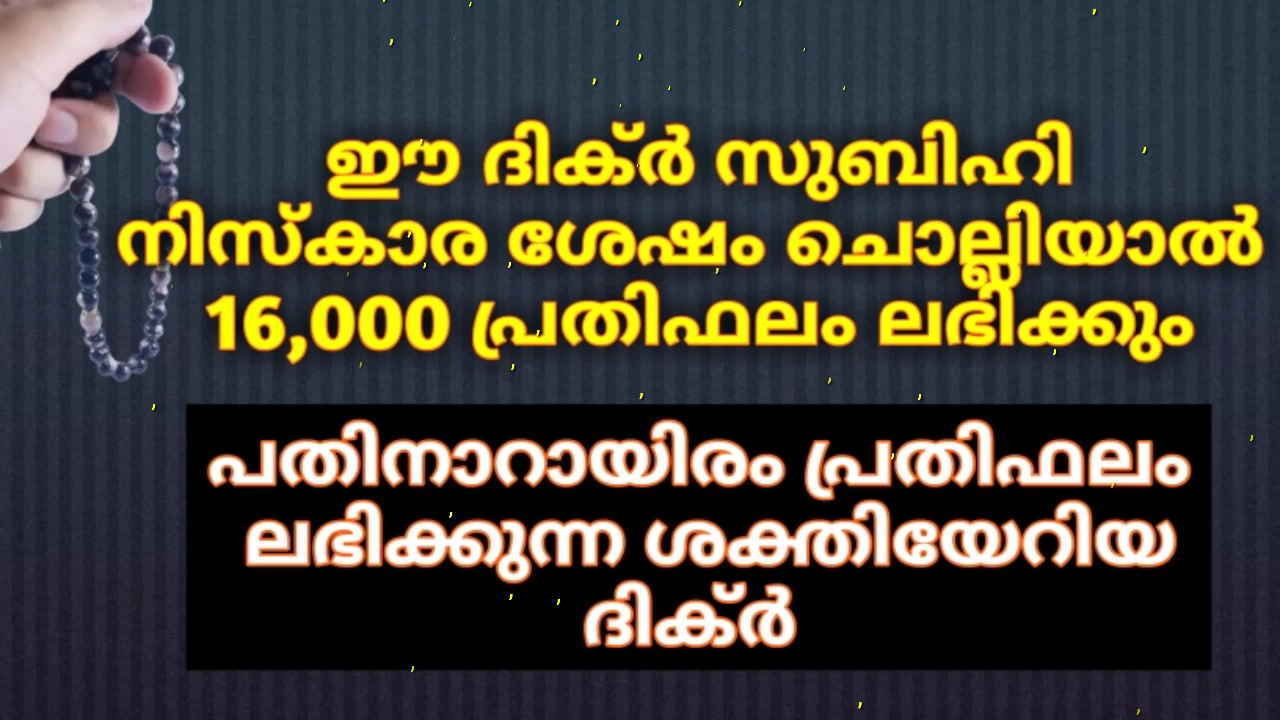 ഈ ദിക്ർ സുബിഹി
നിസ്കാര ശേഷം ചൊല്ലിയാൽ
16,000 പ്രതിഫലം ലഭിക്കും
പതിനാറായിരം പ്രതിഫലം
ലഭിക്കുന്ന ശക്തിയേറിയ
ദിക്ർ